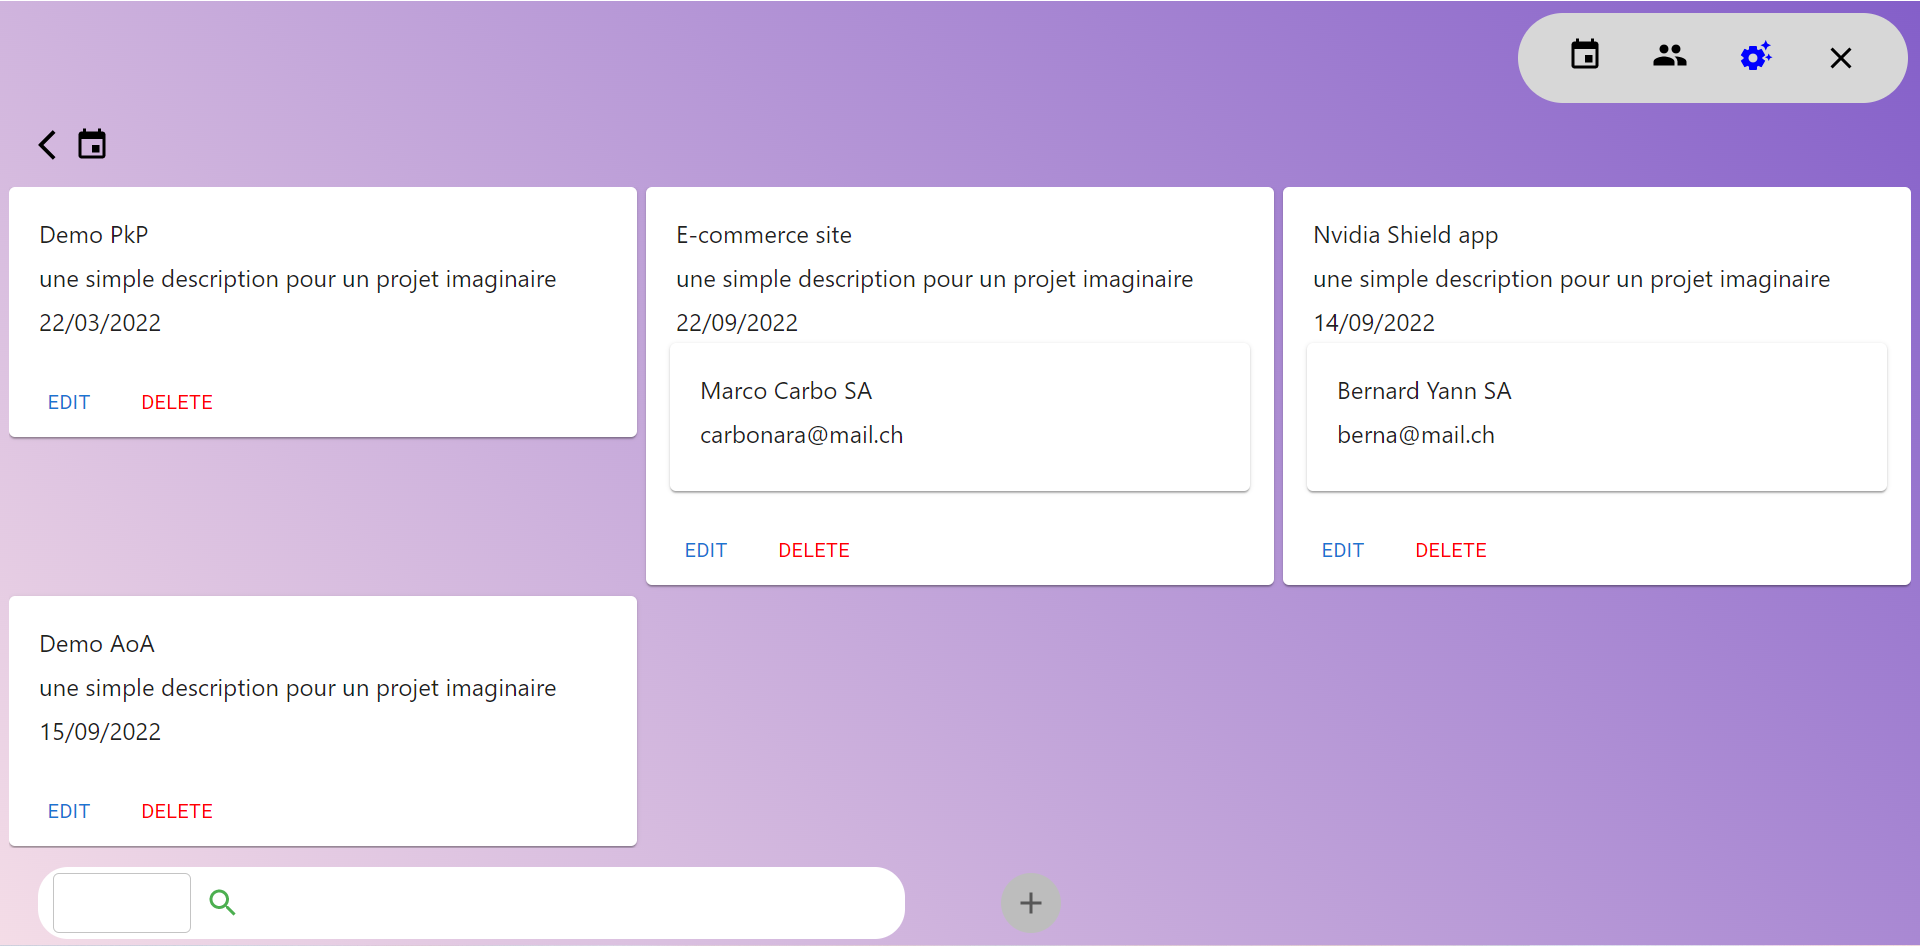 Demo PkP
une simple description pour un projet imaginaire
22/03/2022
EDIT DELETE
E-commerce site
une simple description pour un projet imaginaire
22/09/2022
Marco Carbo SA
carbonara@mail.ch
EDIT DELETE
Nvidia Shield app
une simple description pour un projet imaginaire
14/09/2022
Bernard Yann SA
berna@mail.ch
EDIT DELETE
Demo AoA
une simple description pour un projet imaginaire
15/09/2022
EDIT DELETE